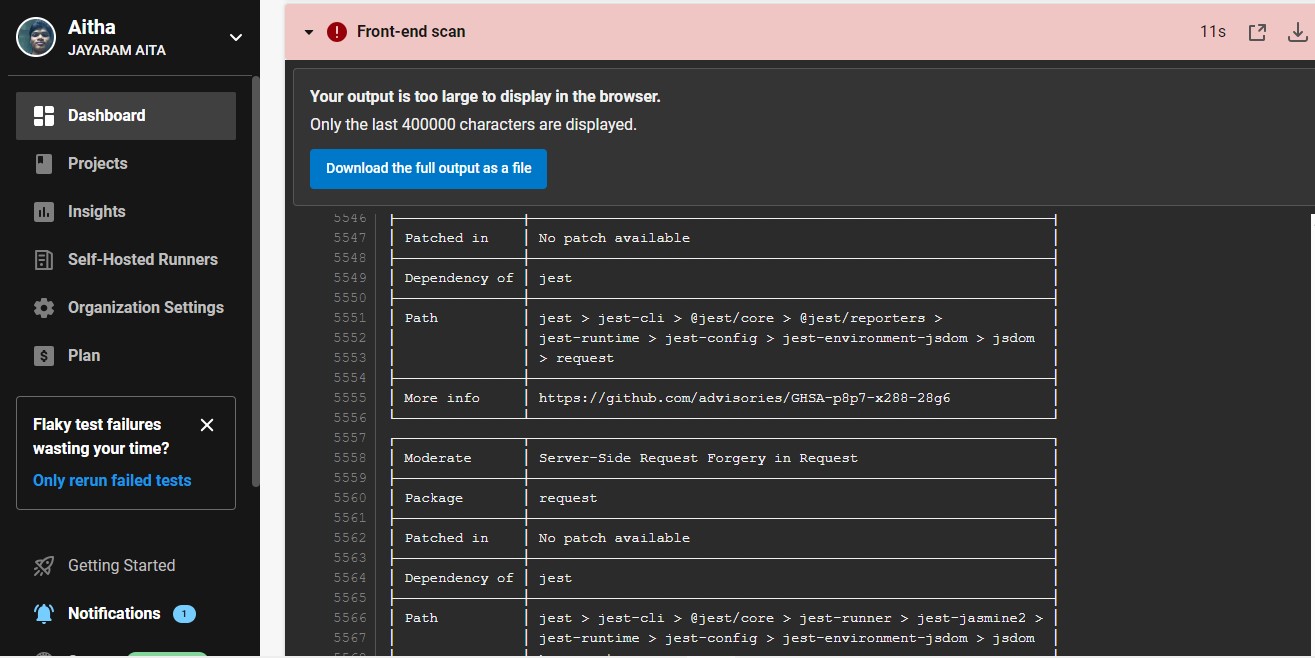 Aitha
JAYARAM AITA
Dashboard
Projects
Insights
Self-Hosted Runners
Organization Settings
Plan
Flaky test failures
wasting your time?
Only rerun failed tests
Getting Started
Notifications 1
Front-end scan 11s
Your output is too large to display in the browser.
Only the last 400000 characters are displayed.
Download the full output as a file
5546
5547 Patched in No patch available
5548
5549 Dependency of jest
5550
5551 Path jest > jest-cli > @jest/core > @jest/reporters >
5552 jest-runtime > jest-config > jest-environment-jsdom > jsdom
5553 > request
5554
5555 More info https://github.com/advisories/GHSA-p8p7-x288-28g6
5556
5557
5558 Moderate Server-Side Request Forgery in Request
5559
5560 Package request
5561
5562 Patched in No patch available
5563
5564 Dependency of jest
5565
5566 Path jest > jest-cli > @jest/core > jest-runner > jest-jasmine2 >
5567 jest-runtime > jest-config > jest-environment-jsdom > jsdom